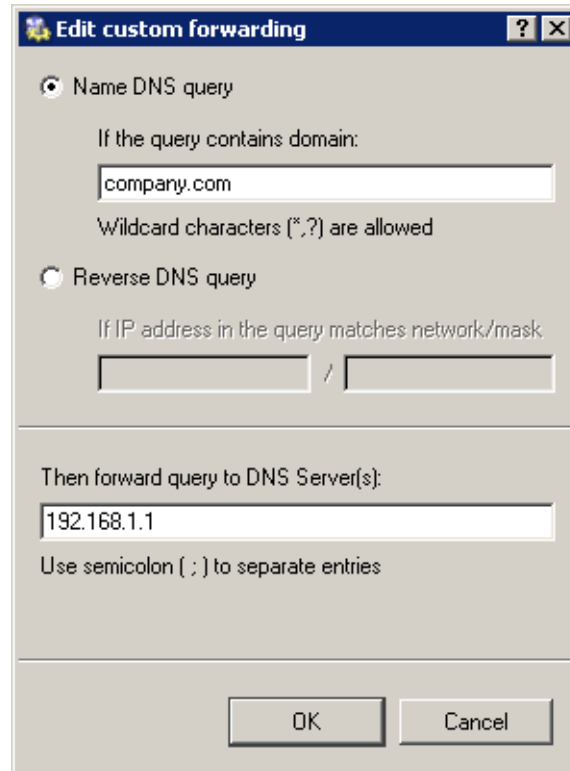 Edit custom forwarding
Name DNS query
If the query contains domain:
company.com
Wildcard characters (*,?) are allowed
Reverse DNS query
If IP address in the query matches network/mask
/
Then forward query to DNS Server(s):
192.168.1.1
Use semicolon ( ; ) to separate entries
OK Cancel